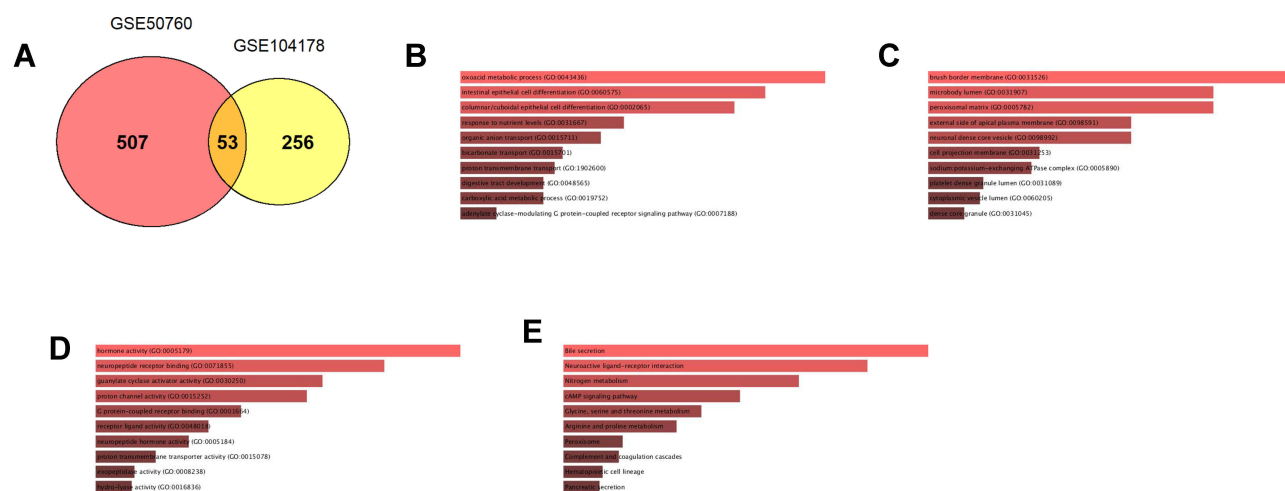 GSE50760
GSE104178
A
507
53
256
B
oxoacid metabolic process (GO:0043436)
intestinal epithelial cell differentiation (GO:0060575)
columnar/cuboidal epithelial cell differentiation (GO:0002065)
response to nutrient levels (GO:0031667)
organic anion transport (GO:0015711)
bicarbonate transport (GO:0015701)
proton transmembrane transport (GO:1902600)
digestive tract development (GO:0048565)
carboxylic acid metabolic process (GO:0019752)
adenylate cyclase-modulating G protein-coupled receptor signaling pathway (GO:0007188)
C
brush border membrane (GO:0031526)
microbody lumen (GO:0031907)
peroxisomal matrix (GO:0005782)
external side of apical plasma membrane (GO:0098591)
neuronal dense core vesicle (GO:0098992)
cell projection membrane (GO:0031253)
sodium:potassium-exchanging ATPase complex (GO:0005890)
platelet dense granule lumen (GO:0031089)
cytoplasmic vesicle lumen (GO:0060205)
dense core granule (GO:0031045)
D
hormone activity (GO:0005179)
neuropeptide receptor binding (GO:0071855)
guanylate cyclase activator activity (GO:0030250)
proton channel activity (GO:0015252)
G protein-coupled receptor binding (GO:0001664)
receptor ligand activity (GO:0048018)
neuropeptide hormone activity (GO:0005184)
proton transmembrane transporter activity (GO:0015078)
exopeptidase activity (GO:0008238)
hydro-lyase activity (GO:0016836)
E
Bile secretion
Neuroactive ligand-receptor interaction
Nitrogen metabolism
cAMP signaling pathway
Glycine, serine and threonine metabolism
Arginine and proline metabolism
Peroxisome
Complement and coagulation cascades
Hematopoietic cell lineage
Pancreatic secretion